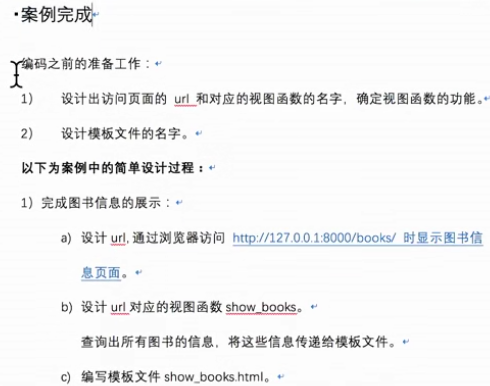 ·案例完成
编码之前的准备工作：
1) 设计出访问页面的 url 和对应的视图函数的名字，确定视图函数的功能。
2) 设计模板文件的名字。
以下为案例中的简单设计过程：
1) 完成图书信息的展示：
a) 设计 url,通过浏览器访问 http://127.0.0.1:8000/books/ 时显示图书信
息页面。
b) 设计 url 对应的视图函数 show_books。
查询出所有图书的信息，将这些信息传递给模板文件。
c) 编写模板文件 show_books.html。